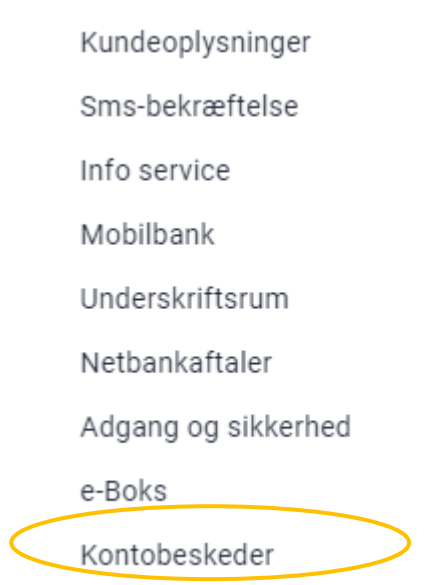 Kundeoplysninger
Sms-bekræftelse
Info service
Mobilbank
Underskriftsrum
Netbankaftaler
Adgang og sikkerhed
e-Boks
Kontobeskeder